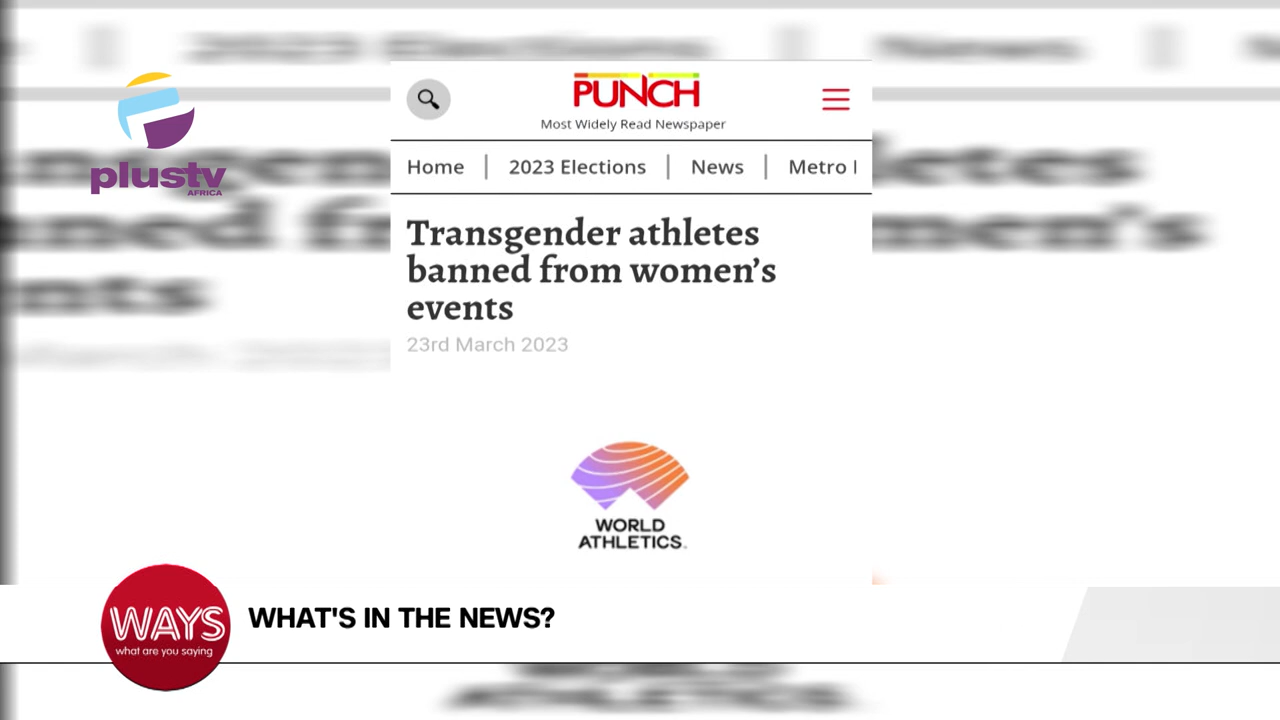 plustv
AFRICA
PUNCH
Most Widely Read Newspaper
Home
2023 Elections
News
Metro
Transgender athletes
banned from women's
events
23rd March 2023
WORLD
ATHLETICS
WAYS
what are you saying
WHAT'S IN THE NEWS?